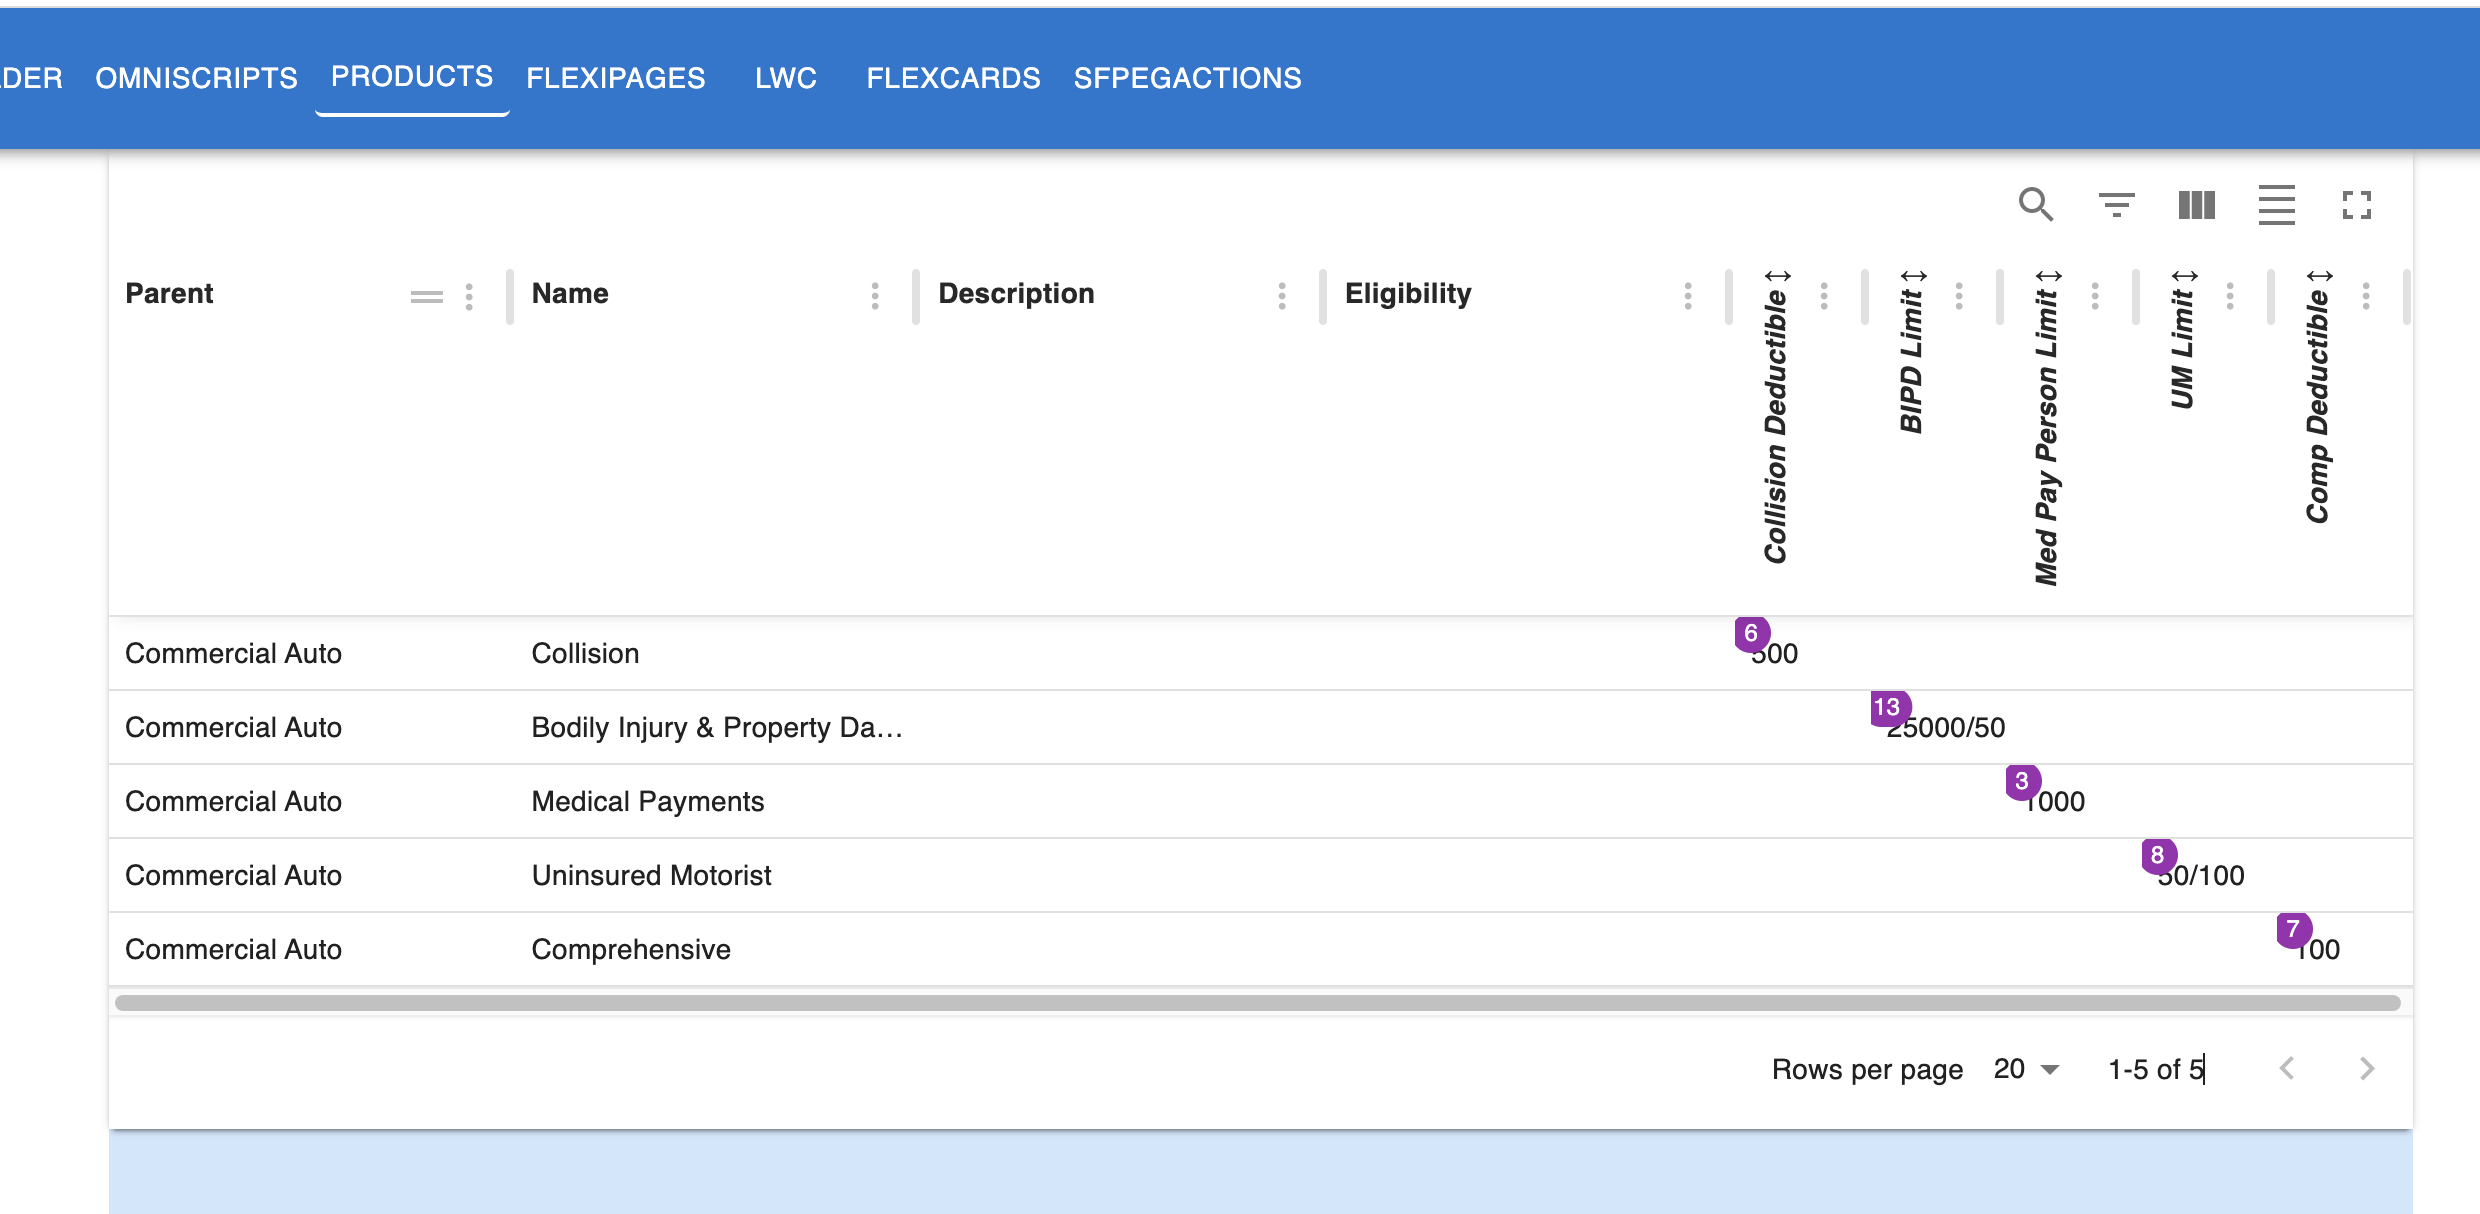 DER OMNISCRIPTS PRODUCTS FLEXIPAGES LWC FLEXCARDS SFPEGACTIONS
Parent Name Description Eligibility Collision Deductible ↔ BIPD Limit ↔ Med Pay Person Limit ↔ UM Limit ↔ Comp Deductible ↔
Commercial Auto Collision 6 500
Commercial Auto Bodily Injury & Property Da... 13 25000/50
Commercial Auto Medical Payments 3 1000
Commercial Auto Uninsured Motorist 8 50/100
Commercial Auto Comprehensive 7 100
Rows per page 20 1-5 of 5